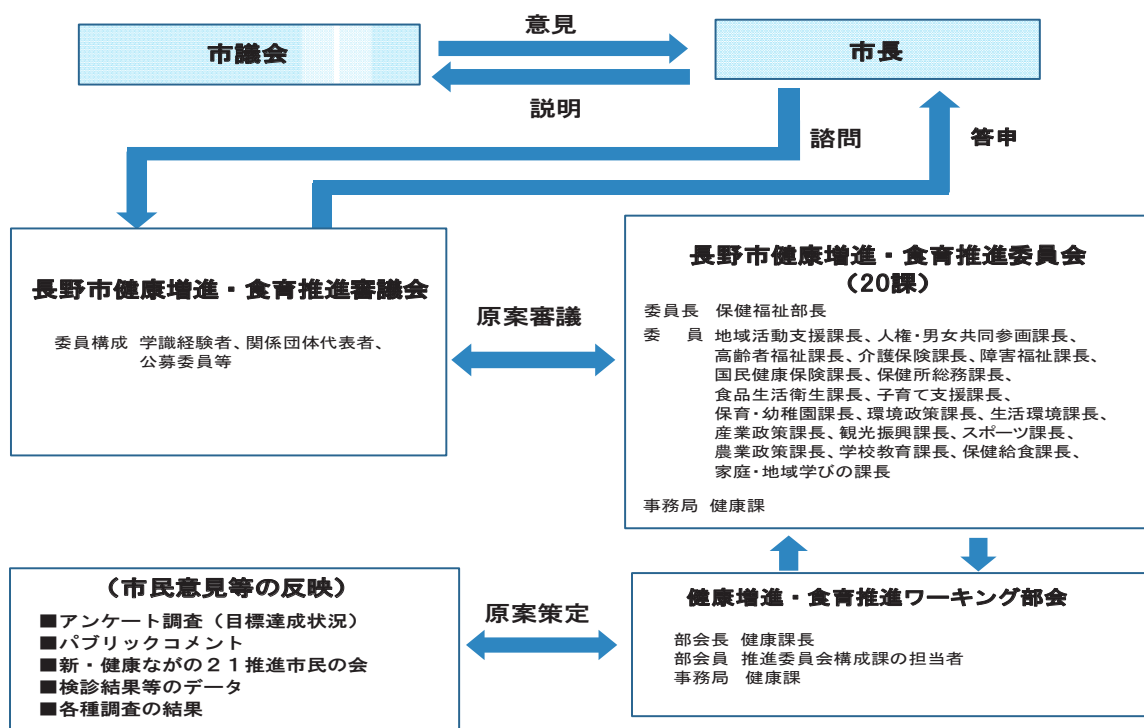 市議会
意見
市長
説明
諮問
答申
長野市健康増進・食育推進審議会
委員構成 学識経験者、関係団体代表者、
公募委員等
原案審議
長野市健康増進・食育推進委員会
（20課）
委員長 保健福祉部長
委　員 地域活動支援課長、人権・男女共同参画課長、
高齢者福祉課長、介護保険課長、障害福祉課長、
国民健康保険課長、保健所総務課長、
食品生活衛生課長、子育て支援課長、
保育・幼稚園課長、環境政策課長、生活環境課長、
産業政策課長、観光振興課長、スポーツ課長、
農業政策課長、学校教育課長、保健給食課長、
家庭・地域学びの課長
事務局 健康課
（市民意見等の反映）
■アンケート調査（目標達成状況）
■パブリックコメント
■新・健康ながの２１推進市民の会
■検診結果等のデータ
■各種調査の結果
原案策定
健康増進・食育推進ワーキング部会
部会長 健康課長
部会員 推進委員会構成課の担当者
事務局 健康課